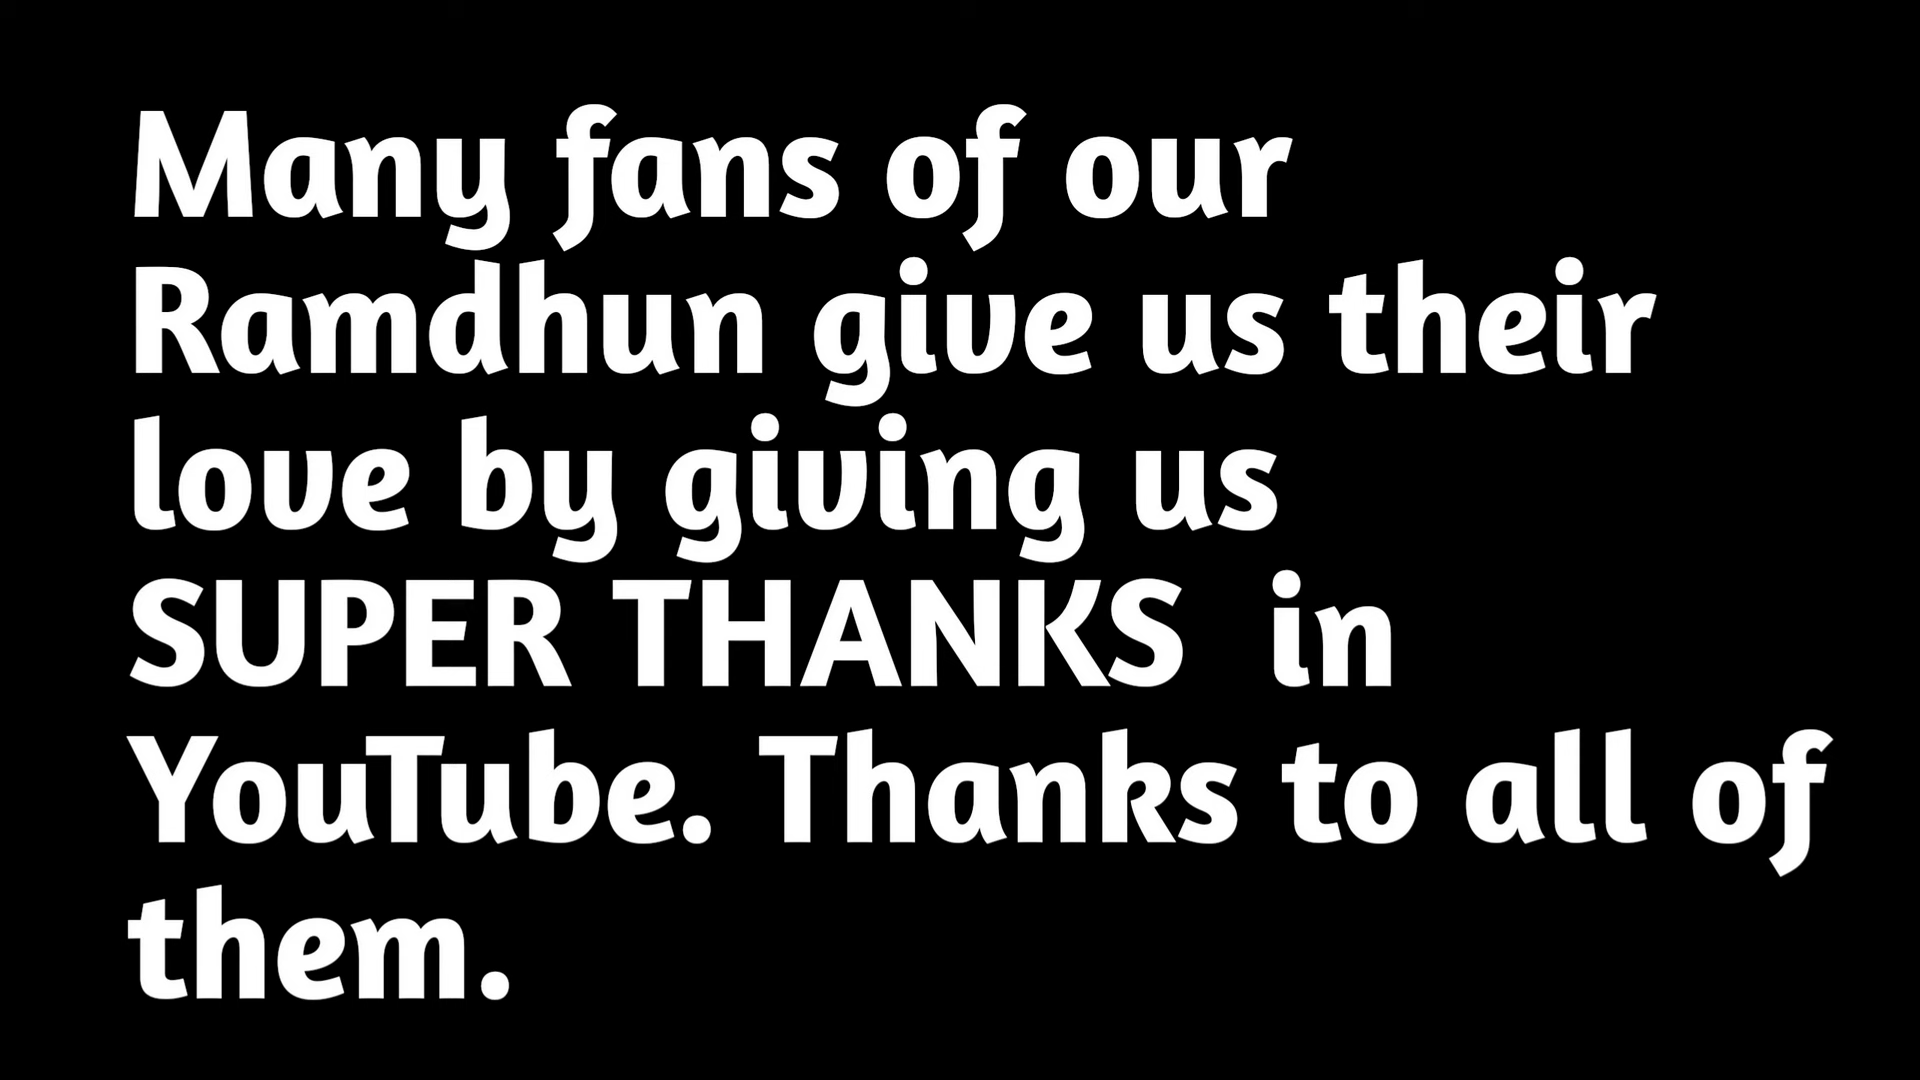 Many fans of our
Ramdhun give us their
love by giving us
SUPER THANKS  in
YouTube. Thanks to all of
them.